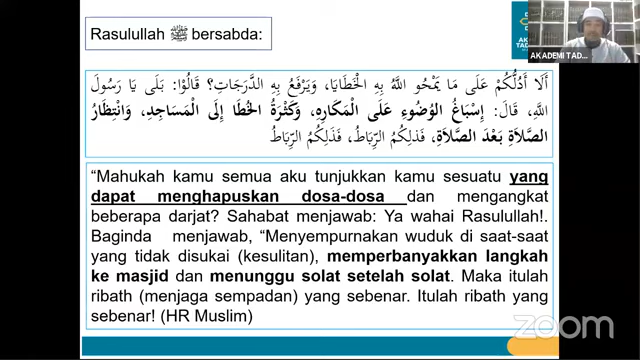 Rasulullah ﷺ bersabda:
AKADEMI TAD...
أَلَا أَدُلُّكُمْ عَلَى مَا يَمْحُو اللَّهُ بِهِ الْخَطَايَا، وَيَرْفَعُ بِهِ الدَّرَجَاتِ؟ قَالُوْا: بَلَى يَا رَسُولَ
اللَّهِ، قَالَ: إِسْبَاغُ الْوُضُوءِ عَلَى الْمَكَارِهِ، وَكَثْرَةُ الْخُطَا إِلَى الْمَسَاجِدِ، وَانْتِظَارُ
الصَّلَاةِ بَعْدَ الصَّلَاةِ، فَذَلِكُمُ الرِّبَاطُ، فَذَلِكُمُ الرِّبَاطُ
“Mahukah kamu semua aku tunjukkan kamu sesuatu yang
dapat menghapuskan dosa-dosa dan mengangkat
beberapa darjat? Sahabat menjawab: Ya wahai Rasulullah!.
Baginda menjawab, “Menyempurnakan wuduk di saat-saat
yang tidak disukai (kesulitan), memperbanyakkan langkah
ke masjid dan menunggu solat setelah solat. Maka itulah
ribath (menjaga sempadan) yang sebenar. Itulah ribath yang
sebenar! (HR Muslim)
zoom